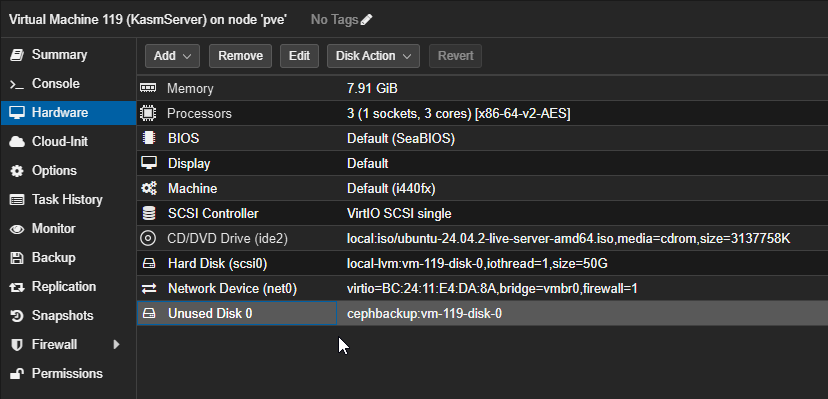 Virtual Machine 119 (KasmServer) on node 'pve' No Tags
Summary
Console
Hardware
Cloud-Init
Options
Task History
Monitor
Backup
Replication
Snapshots
Firewall
Permissions
Add Remove Edit Disk Action Revert
Memory 7.91 GiB
Processors 3 (1 sockets, 3 cores) [x86-64-v2-AES]
BIOS Default (SeaBIOS)
Display Default
Machine Default (i440fx)
SCSI Controller VirtIO SCSI single
CD/DVD Drive (ide2) local:iso/ubuntu-24.04.2-live-server-amd64.iso,media=cdrom,size=3137758K
Hard Disk (scsi0) local-lvm:vm-119-disk-0,iothread=1,size=50G
Network Device (net0) virtio=BC:24:11:E4:DA:8A,bridge=vmbr0,firewall=1
Unused Disk 0 cephbackup:vm-119-disk-0